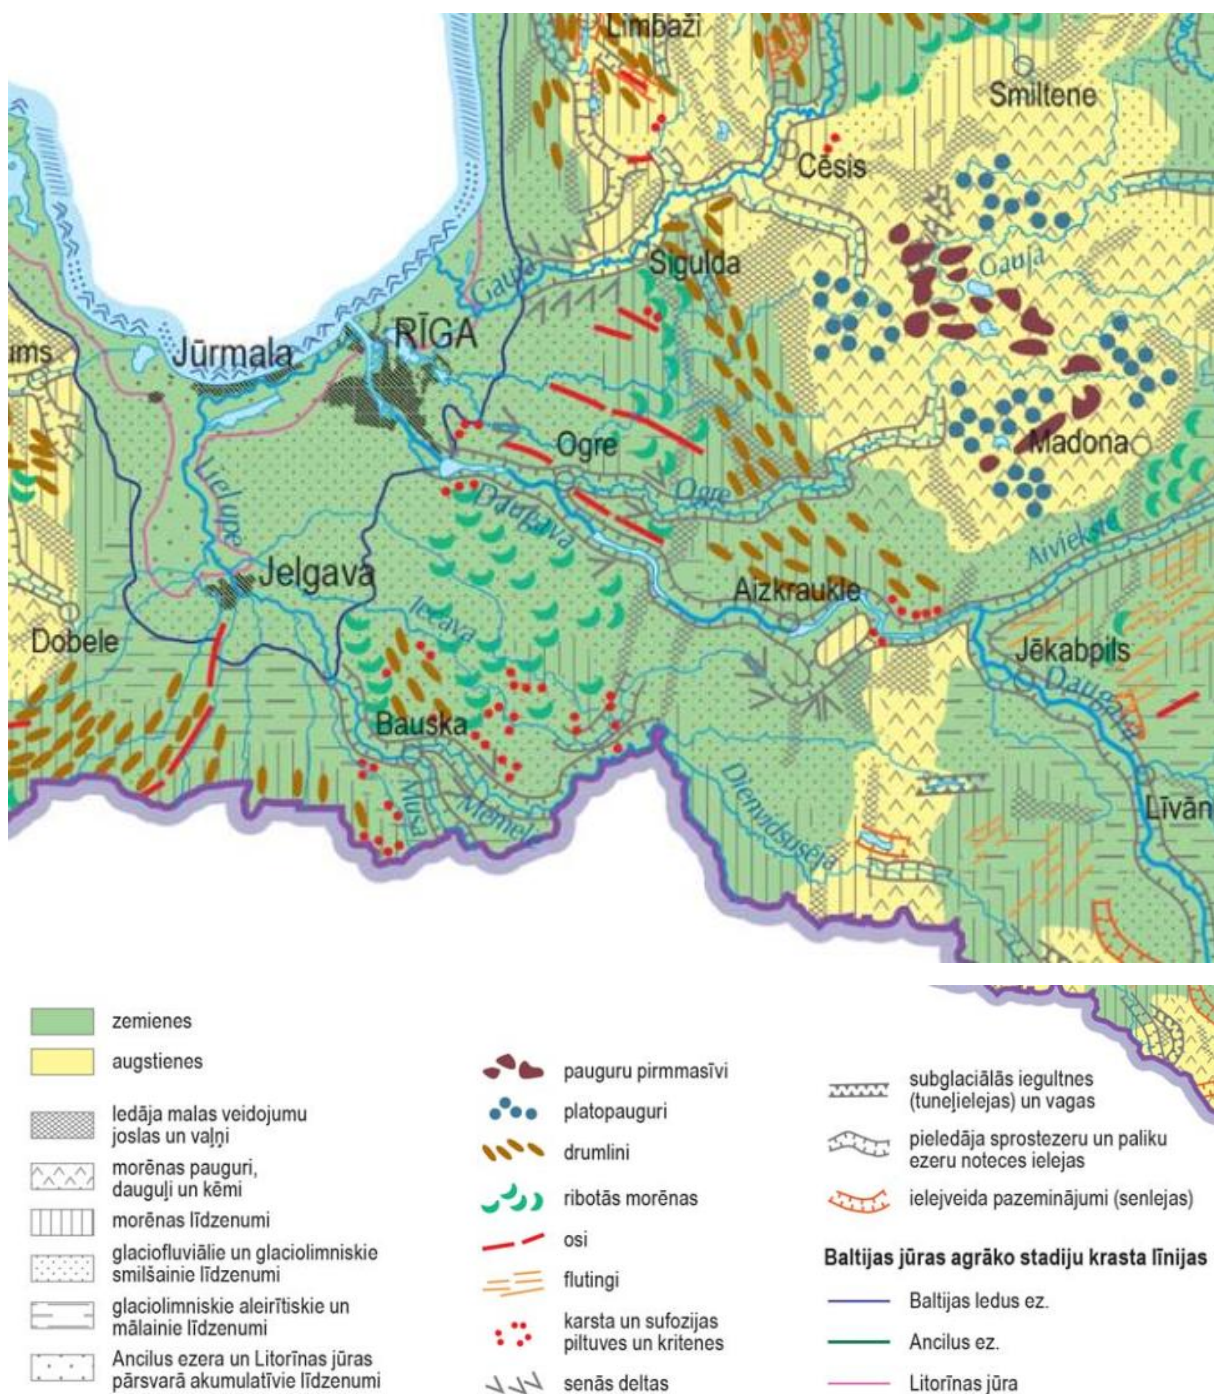 Limbaži
Smiltene
Cēsis
Sigulda
Gauja
Gauja
RĪGA
Jūrmala
ums
Ogre
Madona
Ogre
Daugava
Lielupe
Aiviekste
Jelgava
Aizkraukle
Iecava
Dobele
Jēkabpils
Daugava
Bauska
Mūsa
Mēmele
Dienvidsusēja
Līvān
zemienes
augstienes
ledāja malas veidojumu
joslas un vaļņi
morēnas pauguri,
dauguļi un kēmi
morēnas līdzenumi
glaciofluviālie un glaciolimniskie
smilšainie līdzenumi
glaciolimniskie aleirītiskie un
mālainie līdzenumi
Ancilus ezera un Litorīnas jūras
pārsvarā akumulatīvie līdzenumi
pauguru pirmmasīvi
platopauguri
drumlini
ribotās morēnas
osi
flutingi
karsta un sufozijas
piltuves un kritenes
senās deltas
subglaciālās iegultnes
(tuneļielejas) un vagas
pieledāja sprostezeru un paliku
ezeru noteces ielejas
ielejveida pazeminājumi (senlejas)
Baltijas jūras agrāko stadiju krasta līnijas
Baltijas ledus ez.
Ancilus ez.
Litorīnas jūra